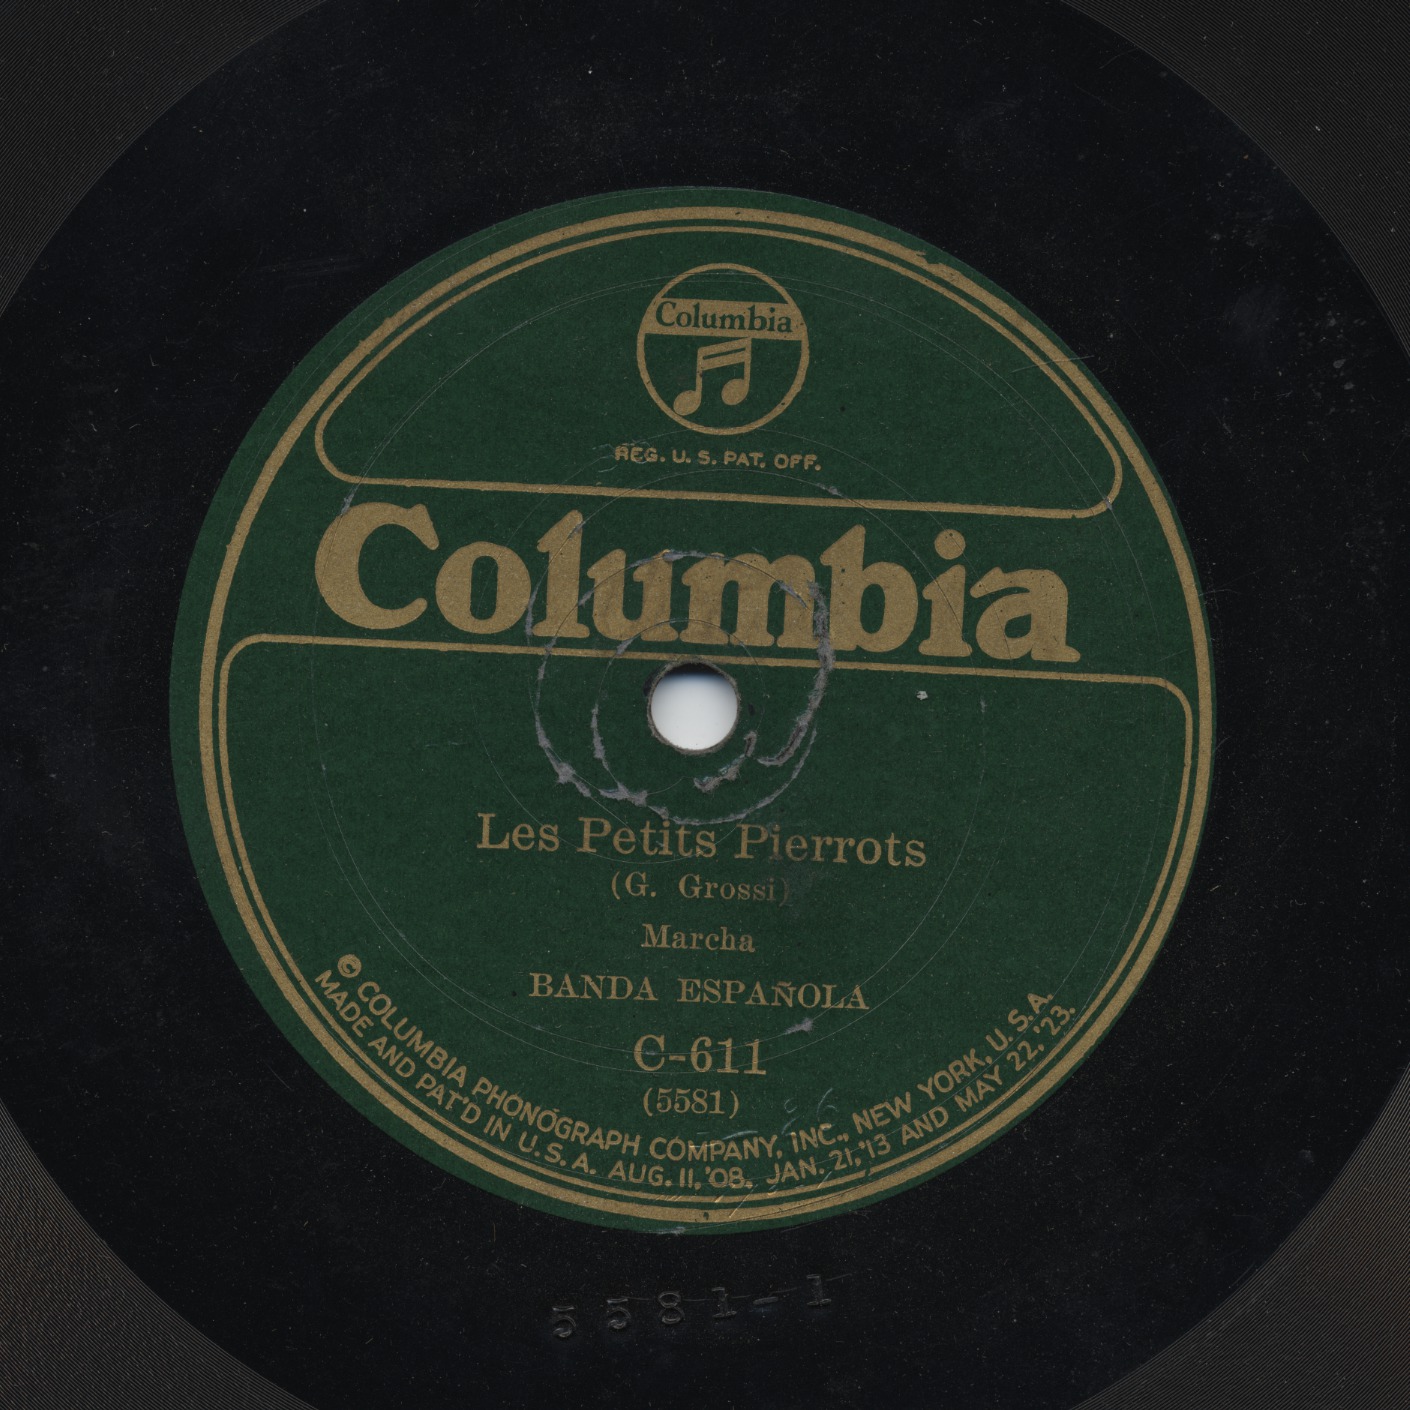 Columbia
REG. U. S. PAT. OFF.
Columbia
Les Petits Pierrots
(G. Grossi)
Marcha
BANDA ESPAÑOLA
C-611
(5581)
© COLUMBIA PHONOGRAPH COMPANY, INC., NEW YORK, U. S. A.
MADE AND PAT'D IN U. S. A. AUG. 11, '08. JAN. 21, '13 AND MAY 22, '23.
5581-1